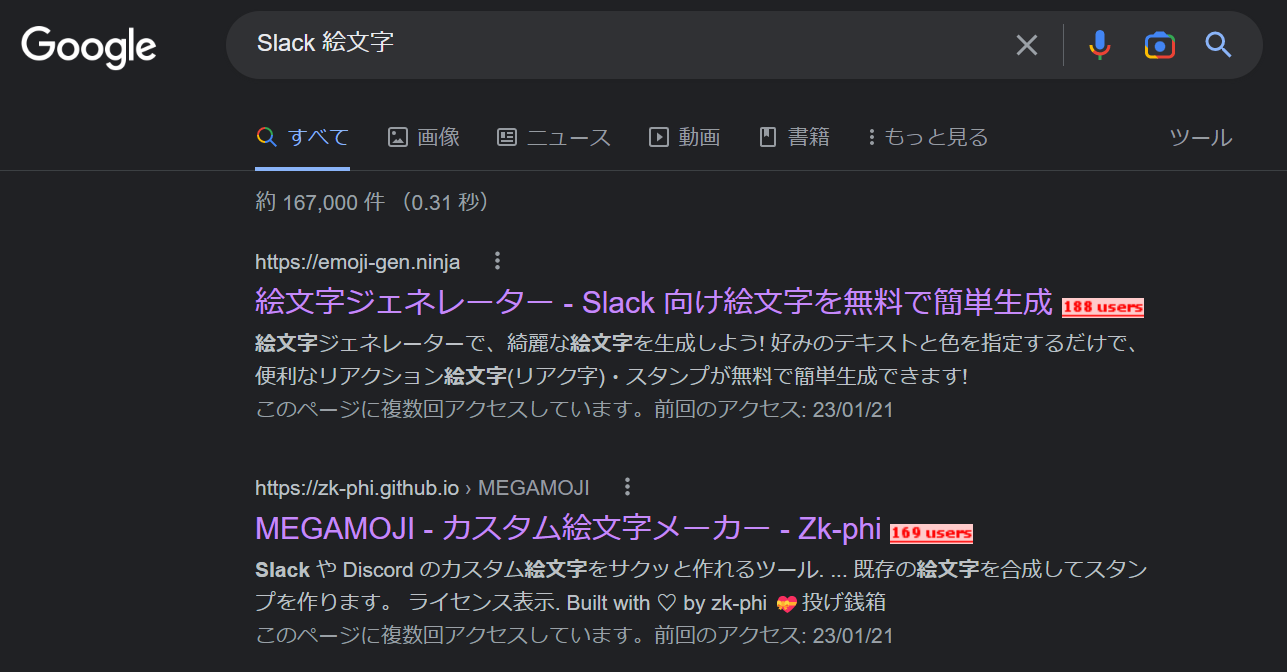 Google
Slack 絵文字
すべて 画像 ニュース 動画 書籍 もっと見る ツール
約 167,000 件 （0.31 秒）
https://emoji-gen.ninja
絵文字ジェネレーター - Slack 向け絵文字を無料で簡単生成 188 users
絵文字ジェネレーターで、綺麗な絵文字を生成しよう! 好みのテキストと色を指定するだけで、
便利なリアクション絵文字(リアク字)・スタンプが無料で簡単生成できます!
このページに複数回アクセスしています。前回のアクセス: 23/01/21
https://zk-phi.github.io › MEGAMOJI
MEGAMOJI - カスタム絵文字メーカー - Zk-phi 169 users
Slack や Discord のカスタム絵文字をサクッと作れるツール. ... 既存の絵文字を合成してスタン
プを作ります。 ライセンス表示. Built with ♡ by zk-phi 💝 投げ銭箱
このページに複数回アクセスしています。前回のアクセス: 23/01/21